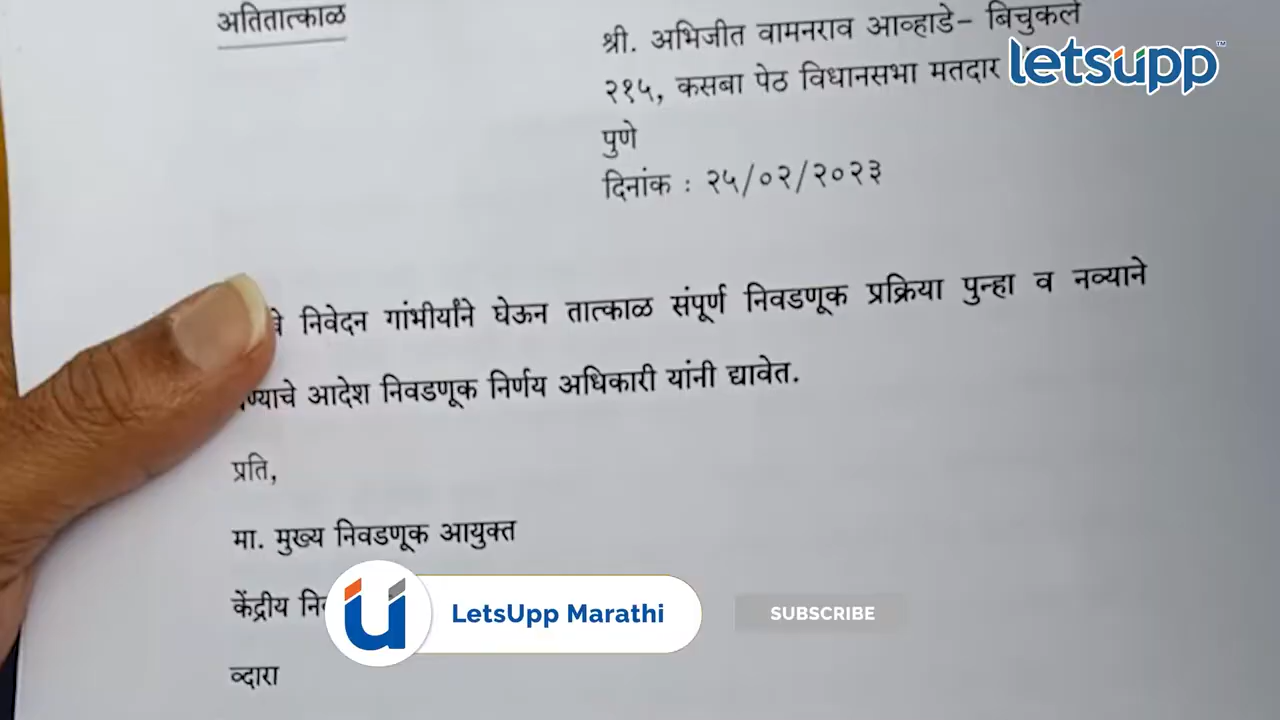 अतितात्काळ
श्री. अभिजीत वामनराव आव्हाडे- बिचुकले
२१५, कसबा पेठ विधानसभा मतदार
letsupp™
पुणे
दिनांक : २५/०२/२०२३
निवेदन गांभीर्याने घेऊन तात्काळ संपूर्ण निवडणूक प्रक्रिया पुन्हा व नव्याने
आदेश निवडणूक निर्णय अधिकारी यांनी द्यावेत.
प्रति,
मा. मुख्य निवडणूक आयुक्त
केंद्रीय
LetsUpp Marathi
SUBSCRIBE
व्दारा